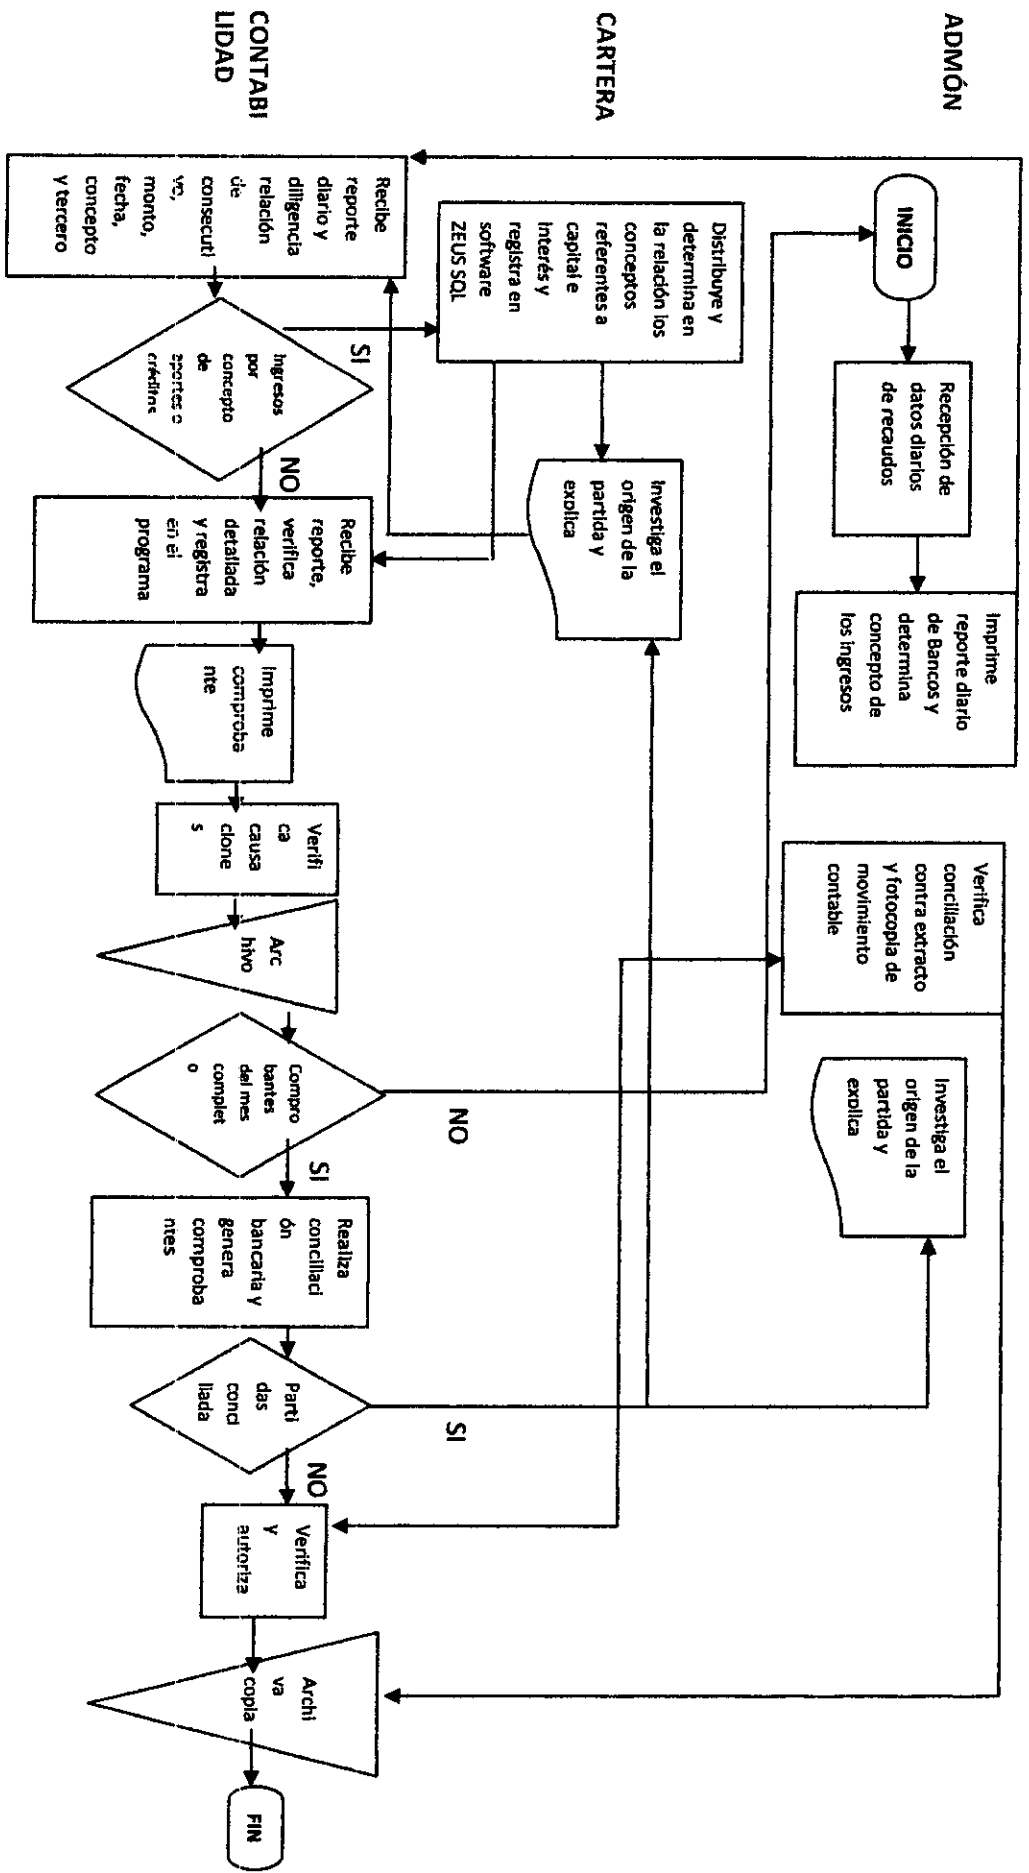 ADMÓN
INICIO
Recepción de
datos diarios
de recaudos
Imprime
reporte diario
de Bancos y
determina
concepto de
los ingresos
Verifica
conciliación
contra extracto
y fotocopia de
movimiento
contable
Investiga el
origen de la
partida y
explica
CARTERA
Distribuye y
determina en
la relación los
conceptos
referentes a
capital e
interés y
registra en
software
ZEUS SQL
Investiga el
origen de la
partida y
explica
CONTABI
LIDAD
Recibe
reporte
diario y
diligencia
relación
de
consecuti
vo,
monto,
fecha,
concepto
y tercero
Ingresos
por
concepto
de
aportes o
créditos
SI
NO
Recibe
reporte,
verifica
relación
detallada
y registra
en el
programa
Imprime
comproba
nte
Verifi
ca
causa
cione
s
Arc
hivo
Compro
bantes
del mes
complet
o
NO
SI
Realiza
conciliaci
ón
bancaria y
genera
comproba
ntes
Parti
das
conci
liada
SI
NO
Verifica
y
autoriza
Archi
va
copia
FIN